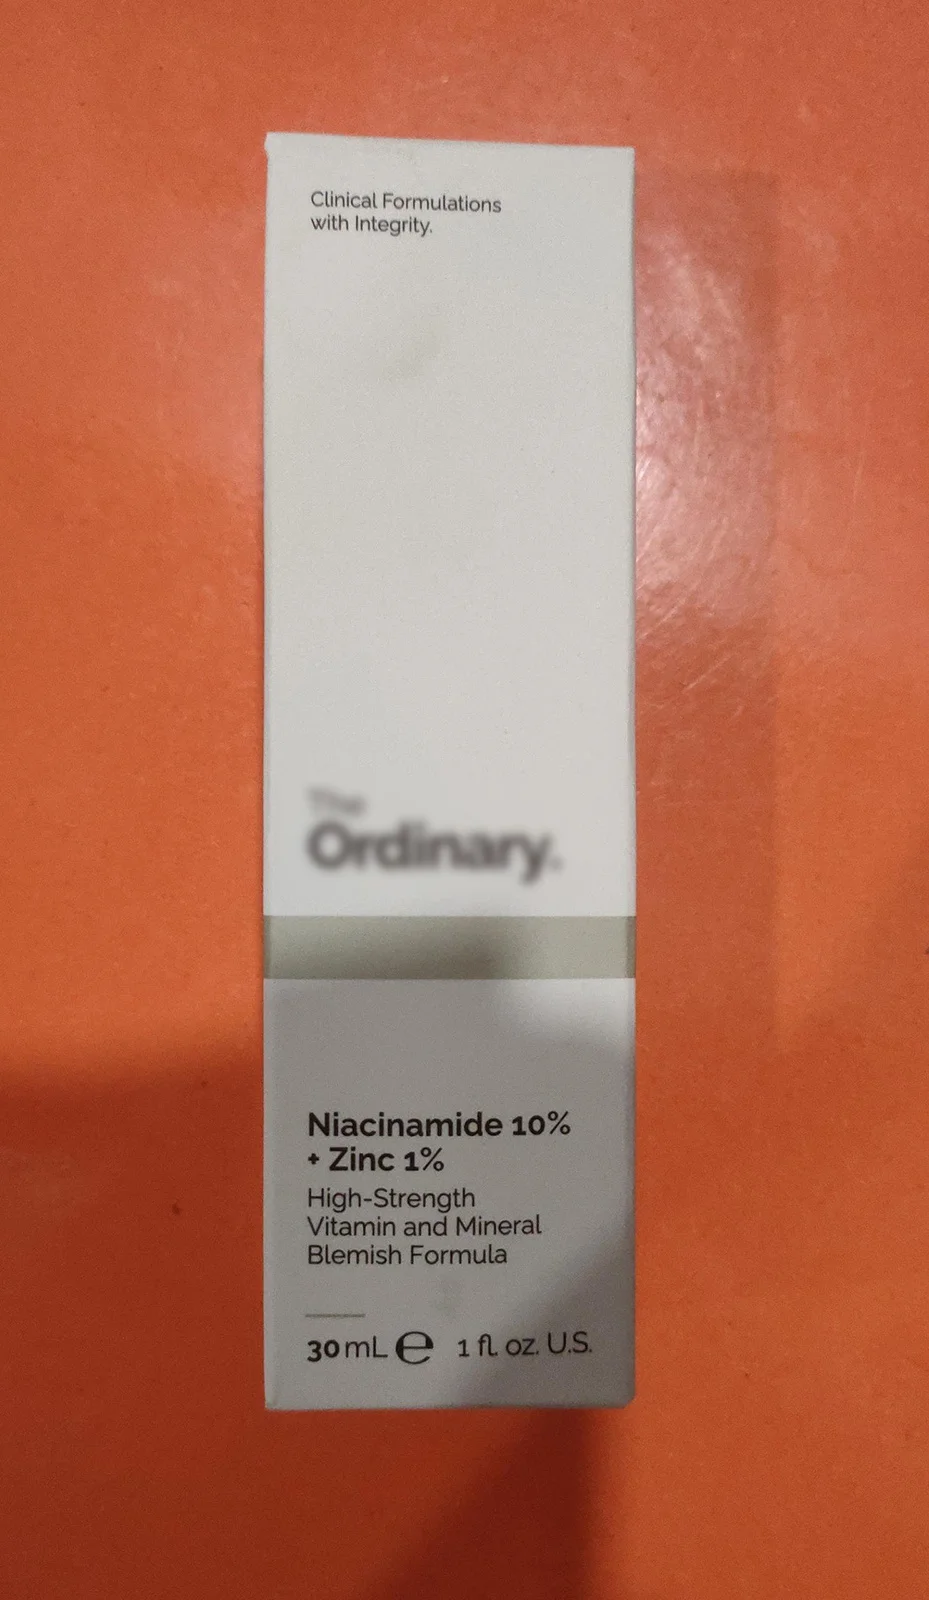 Clinical Formulations
with Integrity.
The
Ordinary.
Niacinamide 10%
+ Zinc 1%
High-Strength
Vitamin and Mineral
Blemish Formula
30 mL ℮ 1 fl. oz. U.S.